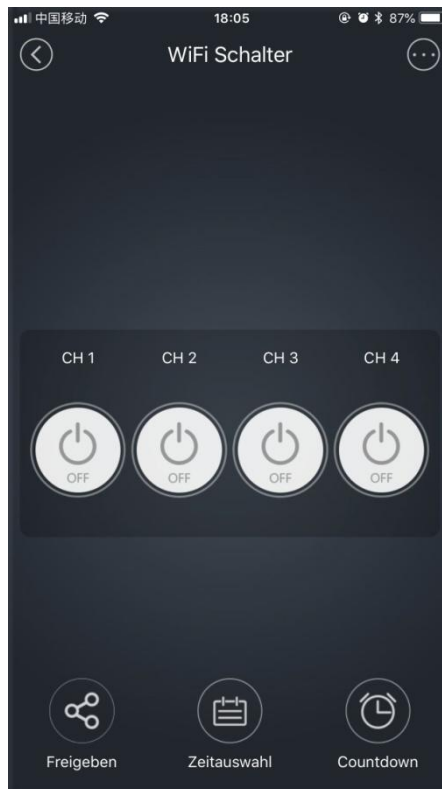 中国移动 18:05 87%
WiFi Schalter
CH 1 CH 2 CH 3 CH 4
OFF OFF OFF OFF
Freigeben Zeitauswahl Countdown